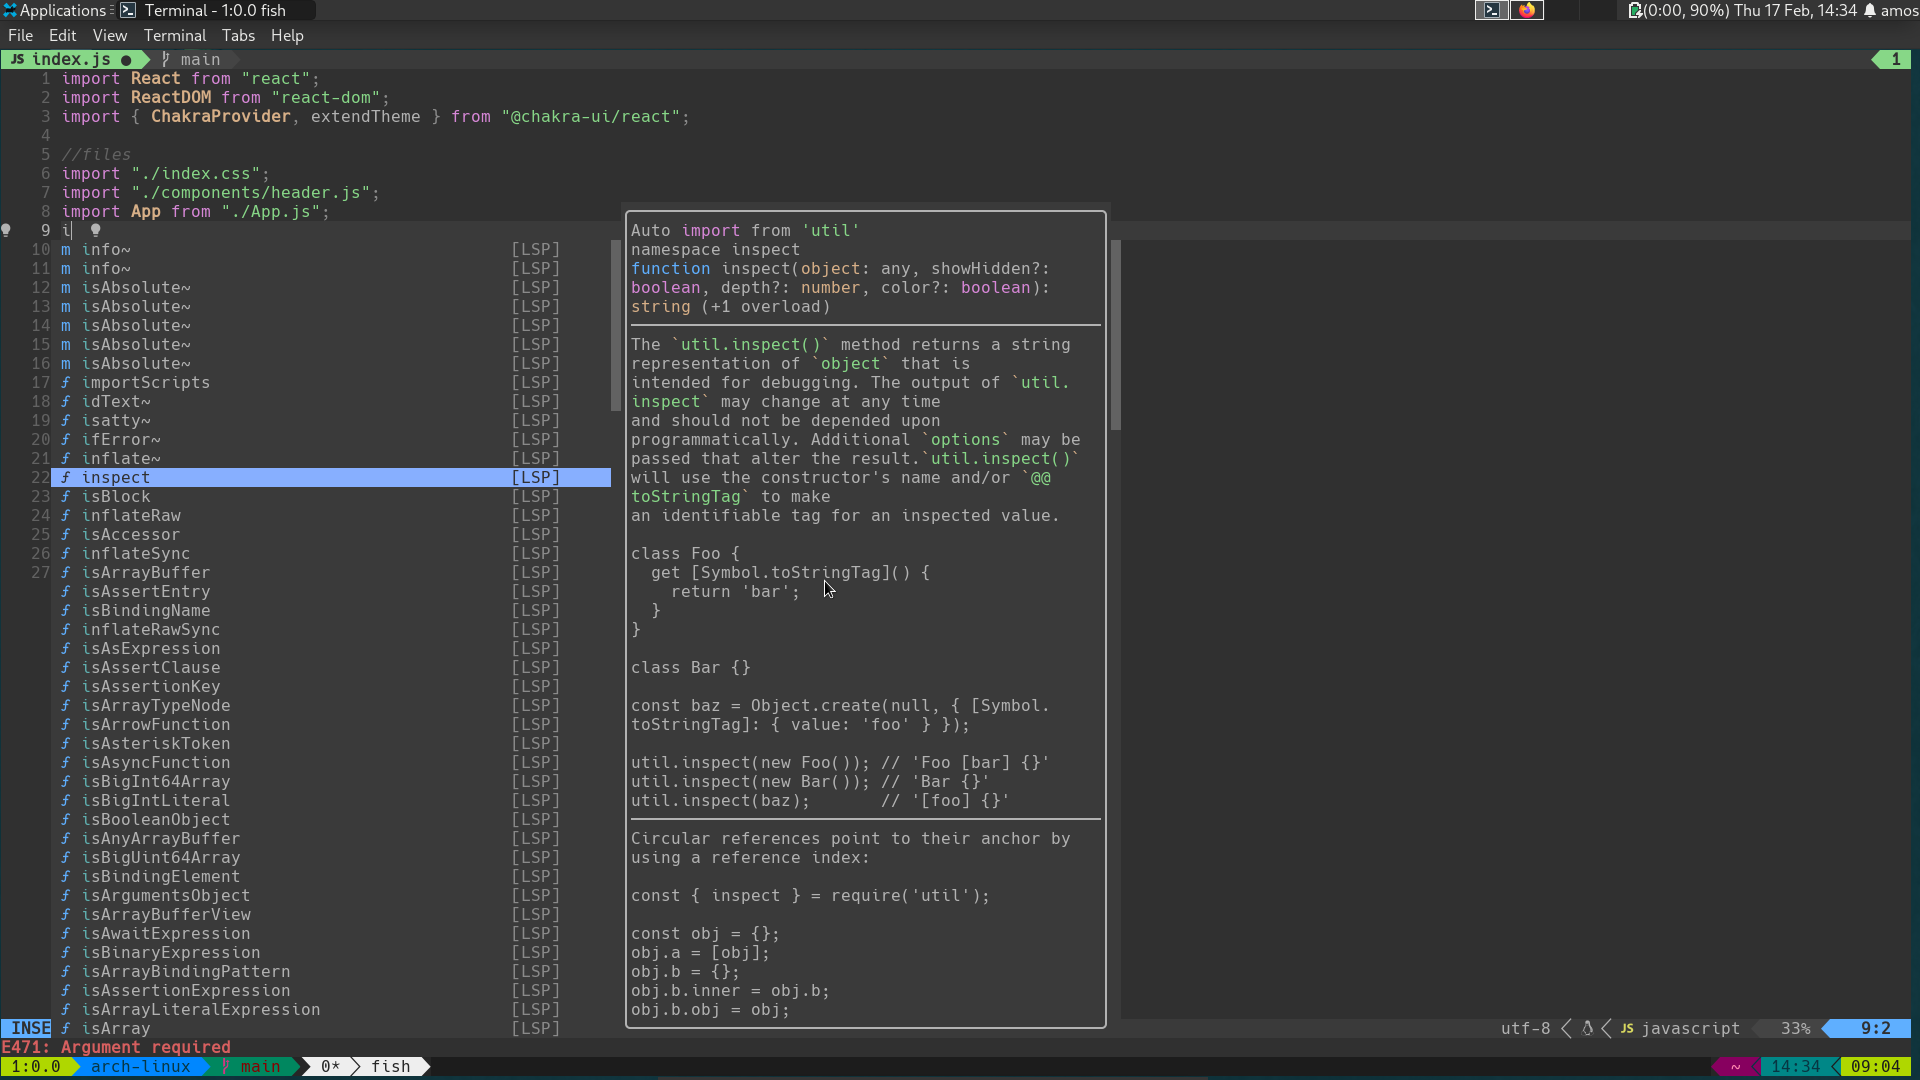 Applications Terminal - 1:0.0 fish (0:00, 90%) Thu 17 Feb, 14:34 amos
File Edit View Terminal Tabs Help
JS index.js ● main 1
1 import React from "react";
2 import ReactDOM from "react-dom";
3 import { ChakraProvider, extendTheme } from "@chakra-ui/react";
4
5 //files
6 import "./index.css";
7 import "./components/header.js";
8 import App from "./App.js";
9 i
10 m info~ [LSP]
11 m info~ [LSP]
12 m isAbsolute~ [LSP]
13 m isAbsolute~ [LSP]
14 m isAbsolute~ [LSP]
15 m isAbsolute~ [LSP]
16 m isAbsolute~ [LSP]
17 ƒ importScripts [LSP]
18 ƒ idText~ [LSP]
19 ƒ isatty~ [LSP]
20 ƒ ifError~ [LSP]
21 ƒ inflate~ [LSP]
22 ƒ inspect [LSP]
23 ƒ isBlock [LSP]
24 ƒ inflateRaw [LSP]
25 ƒ isAccessor [LSP]
26 ƒ inflateSync [LSP]
27 ƒ isArrayBuffer [LSP]
ƒ isAssertEntry [LSP]
ƒ isBindingName [LSP]
ƒ inflateRawSync [LSP]
ƒ isAsExpression [LSP]
ƒ isAssertClause [LSP]
ƒ isAssertionKey [LSP]
ƒ isArrayTypeNode [LSP]
ƒ isArrowFunction [LSP]
ƒ isAsteriskToken [LSP]
ƒ isAsyncFunction [LSP]
ƒ isBigInt64Array [LSP]
ƒ isBigIntLiteral [LSP]
ƒ isBooleanObject [LSP]
ƒ isAnyArrayBuffer [LSP]
ƒ isBigUint64Array [LSP]
ƒ isBindingElement [LSP]
ƒ isArgumentsObject [LSP]
ƒ isArrayBufferView [LSP]
ƒ isAwaitExpression [LSP]
ƒ isBinaryExpression [LSP]
ƒ isArrayBindingPattern [LSP]
ƒ isAssertionExpression [LSP]
ƒ isArrayLiteralExpression [LSP]
ƒ isArray [LSP]
Auto import from 'util'
namespace inspect
function inspect(object: any, showHidden?:
boolean, depth?: number, color?: boolean):
string (+1 overload)
The `util.inspect()` method returns a string
representation of `object` that is
intended for debugging. The output of `util.
inspect` may change at any time
and should not be depended upon
programmatically. Additional `options` may be
passed that alter the result.`util.inspect()`
will use the constructor's name and/or `@@
toStringTag` to make
an identifiable tag for an inspected value.
class Foo {
get [Symbol.toStringTag]() {
return 'bar';
}
}
class Bar {}
const baz = Object.create(null, { [Symbol.
toStringTag]: { value: 'foo' } });
util.inspect(new Foo()); // 'Foo [bar] {}'
util.inspect(new Bar()); // 'Bar {}'
util.inspect(baz); // '[foo] {}'
Circular references point to their anchor by
using a reference index:
const { inspect } = require('util');
const obj = {};
obj.a = [obj];
obj.b = {};
obj.b.inner = obj.b;
obj.b.obj = obj;
INSE utf-8 JS javascript 33% 9:2
E471: Argument required
1:0.0 arch-linux main 0* fish ~ 14:34 09:04